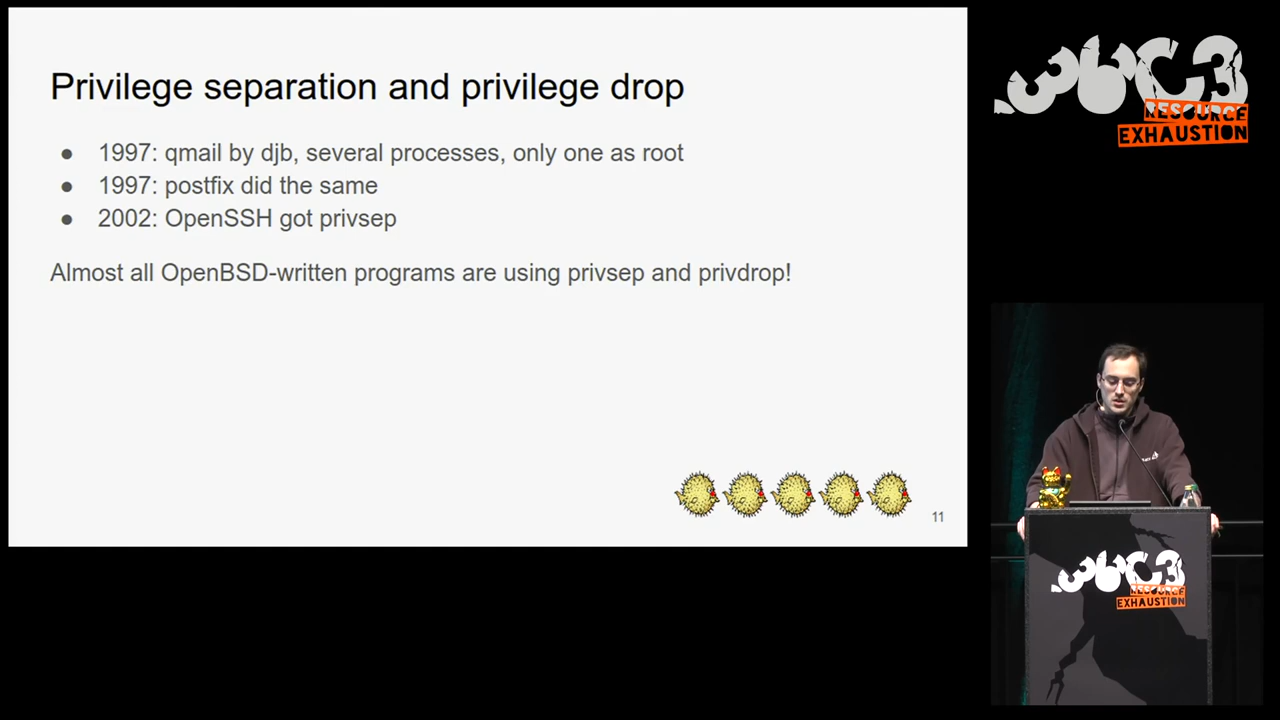 Privilege separation and privilege drop
● 1997: qmail by djb, several processes, only one as root
● 1997: postfix did the same
● 2002: OpenSSH got privsep
Almost all OpenBSD-written programs are using privsep and privdrop!
11
36C3
RESOURCE
EXHAUSTION
36C3
RESOURCE
EXHAUSTION